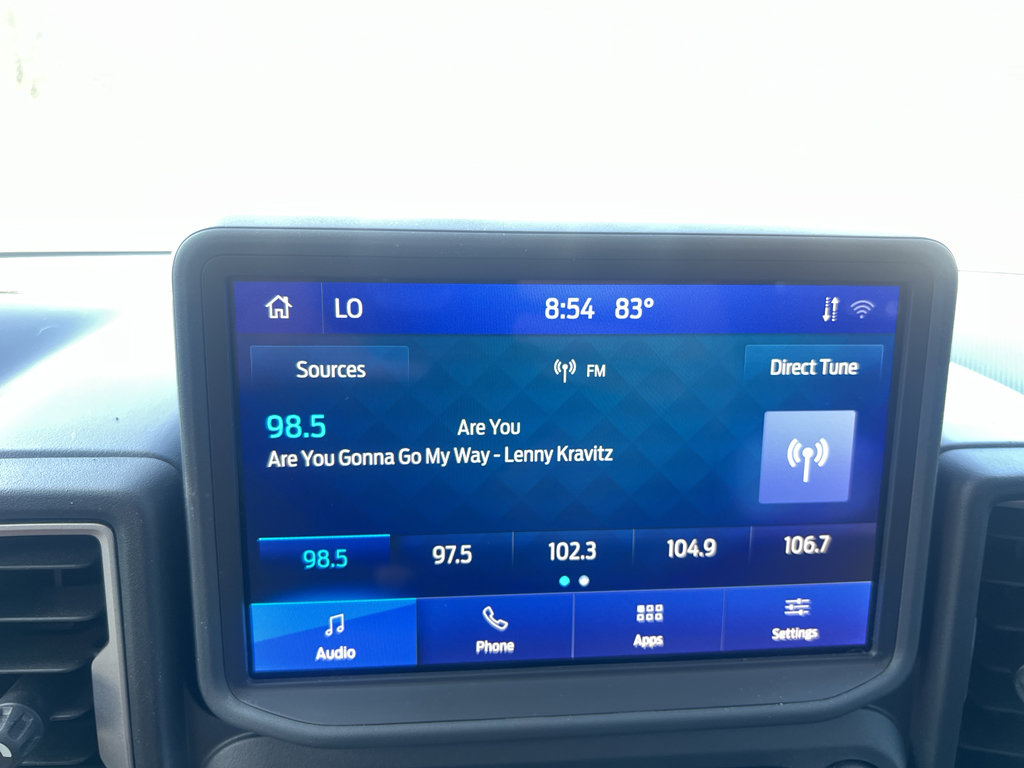 LO 8:54 83°
Sources FM Direct Tune
98.5 Are You
Are You Gonna Go My Way - Lenny Kravitz
98.5 97.5 102.3 104.9 106.7
Audio Phone Apps Settings